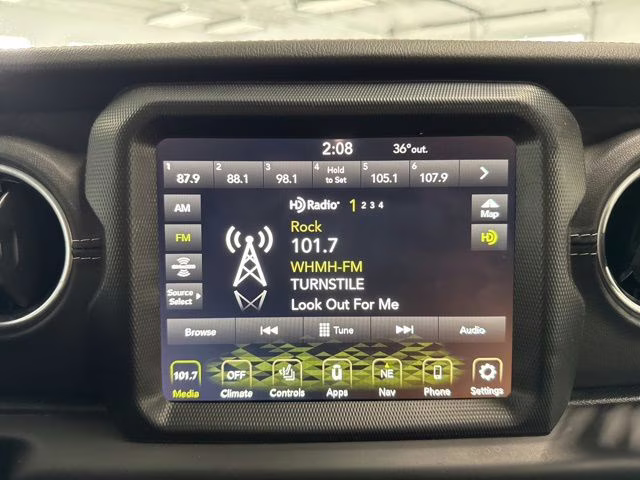 2:08 36°out.
1 87.9 2 88.1 3 98.1 4 Hold to Set 5 105.1 6 107.9
AM
HD Radio 1 2 3 4
Map
FM
Rock
HD
101.7
WHMH-FM
TURNSTILE
Source Select
Look Out For Me
Browse Tune Audio
101.7 OFF NE
Media Climate Controls Apps Nav Phone Settings